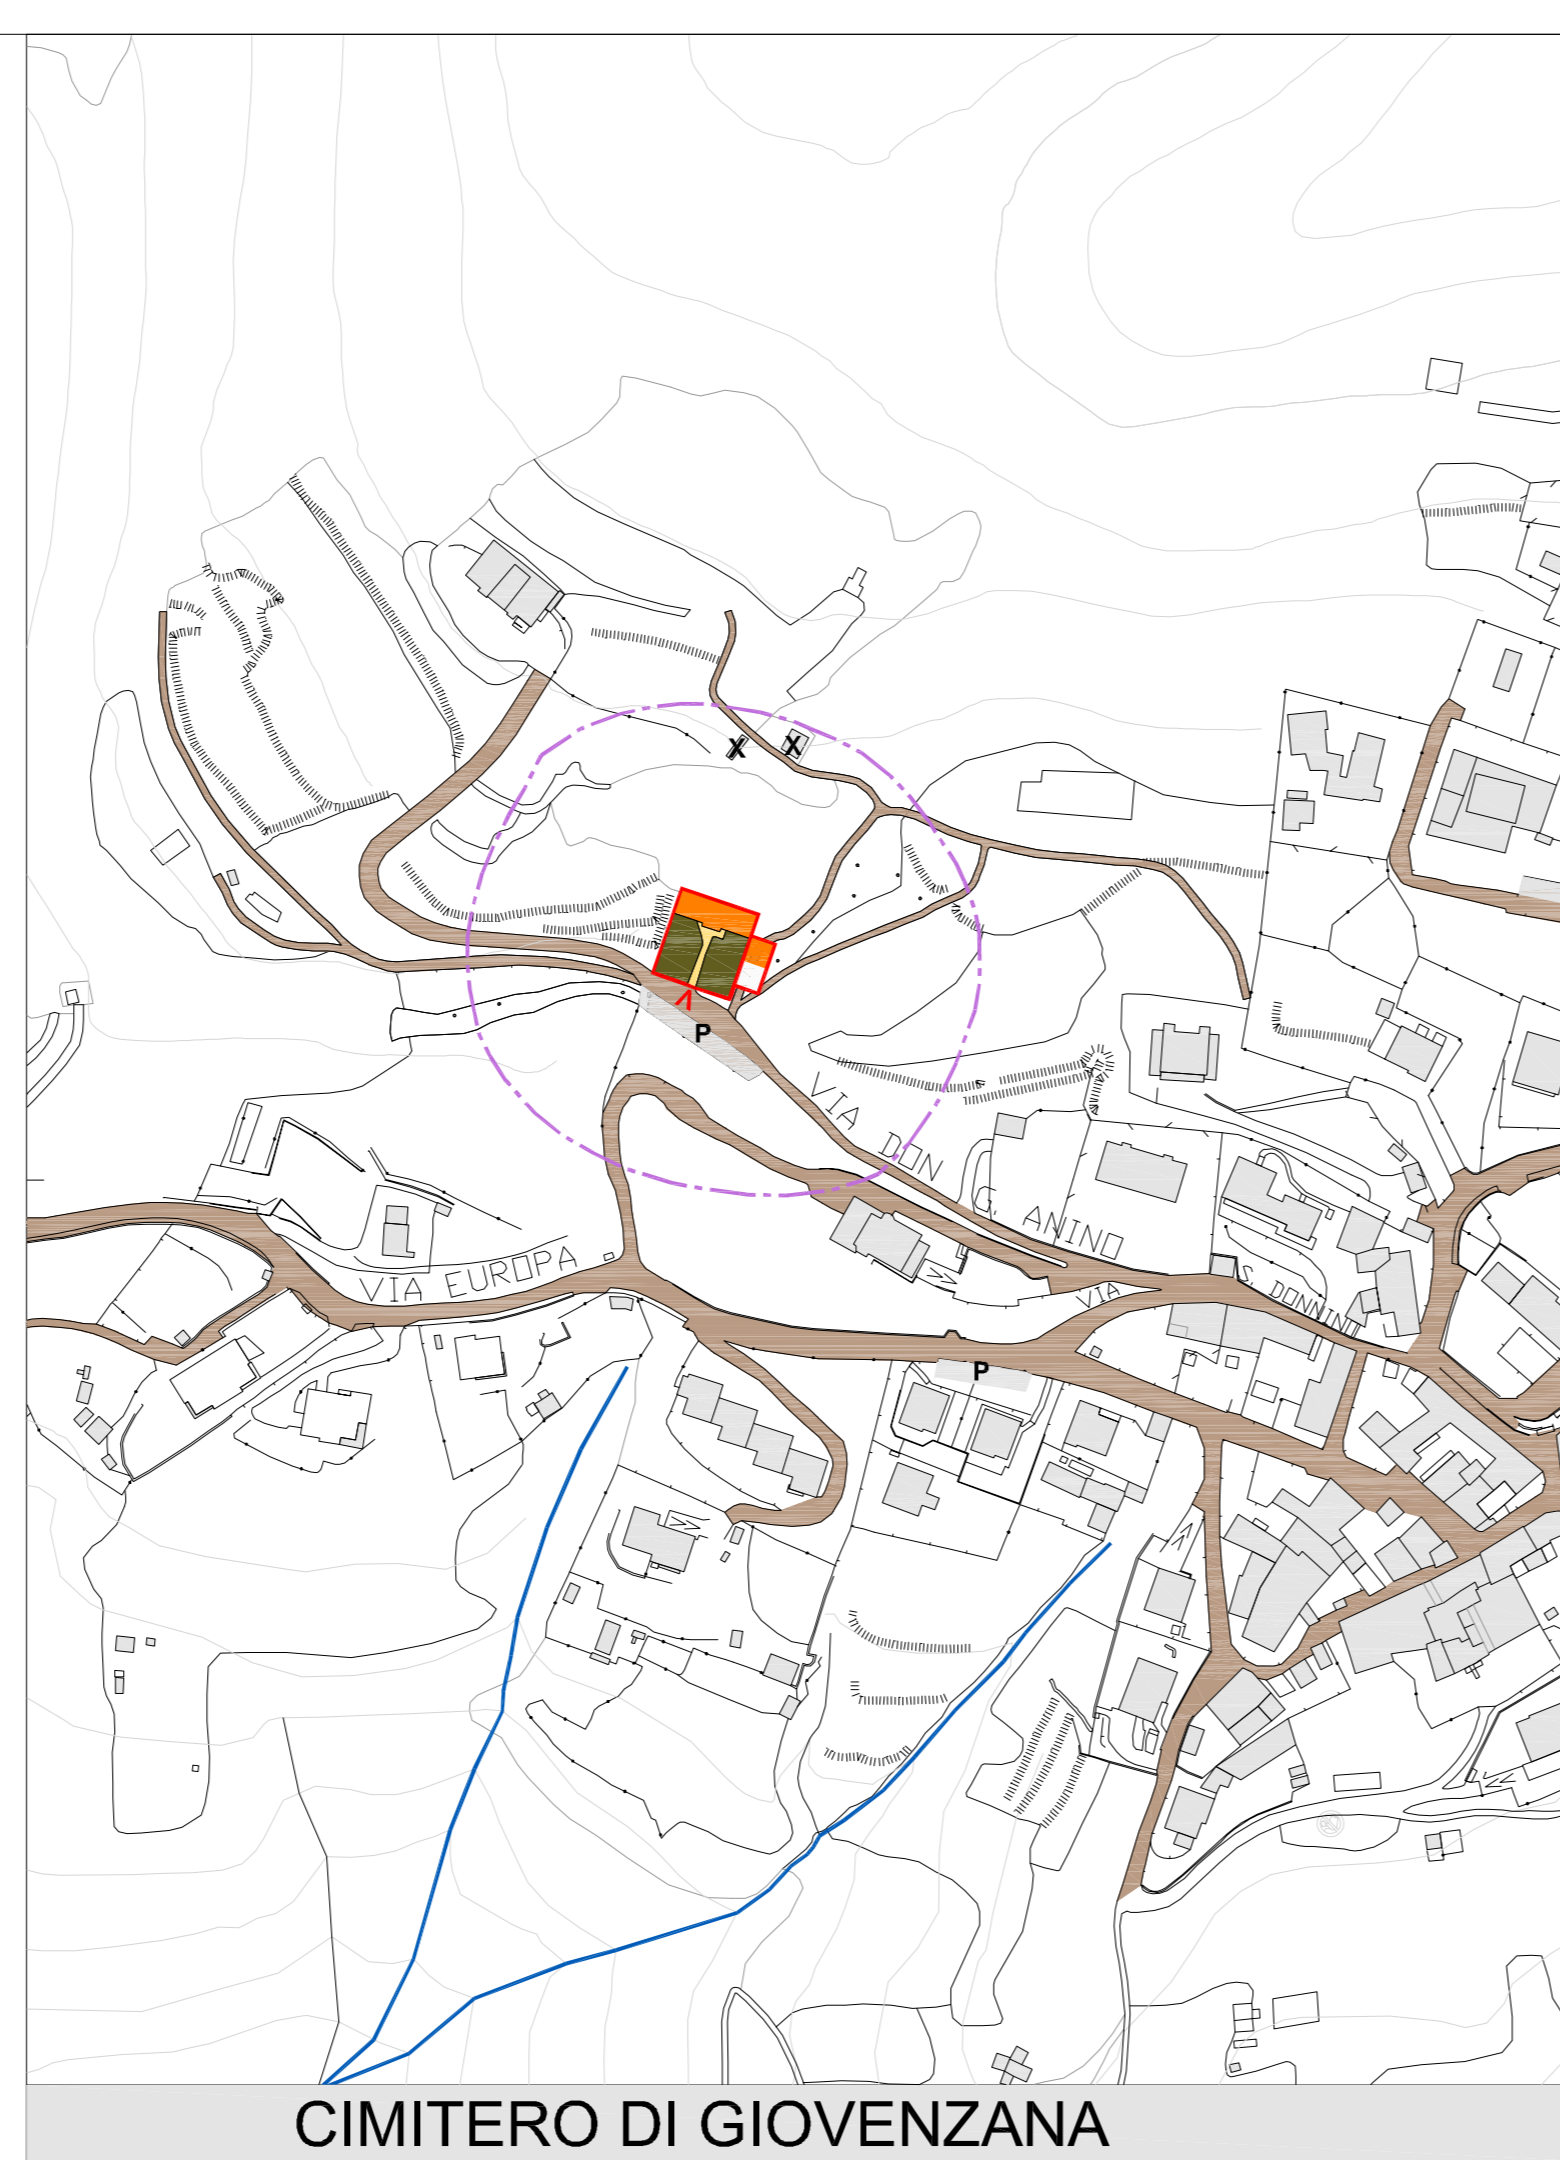 X X
P
VIA DON G. ANINO
VIA EUROPA
VIA S. DONNINO
P
CIMITERO DI GIOVENZANA